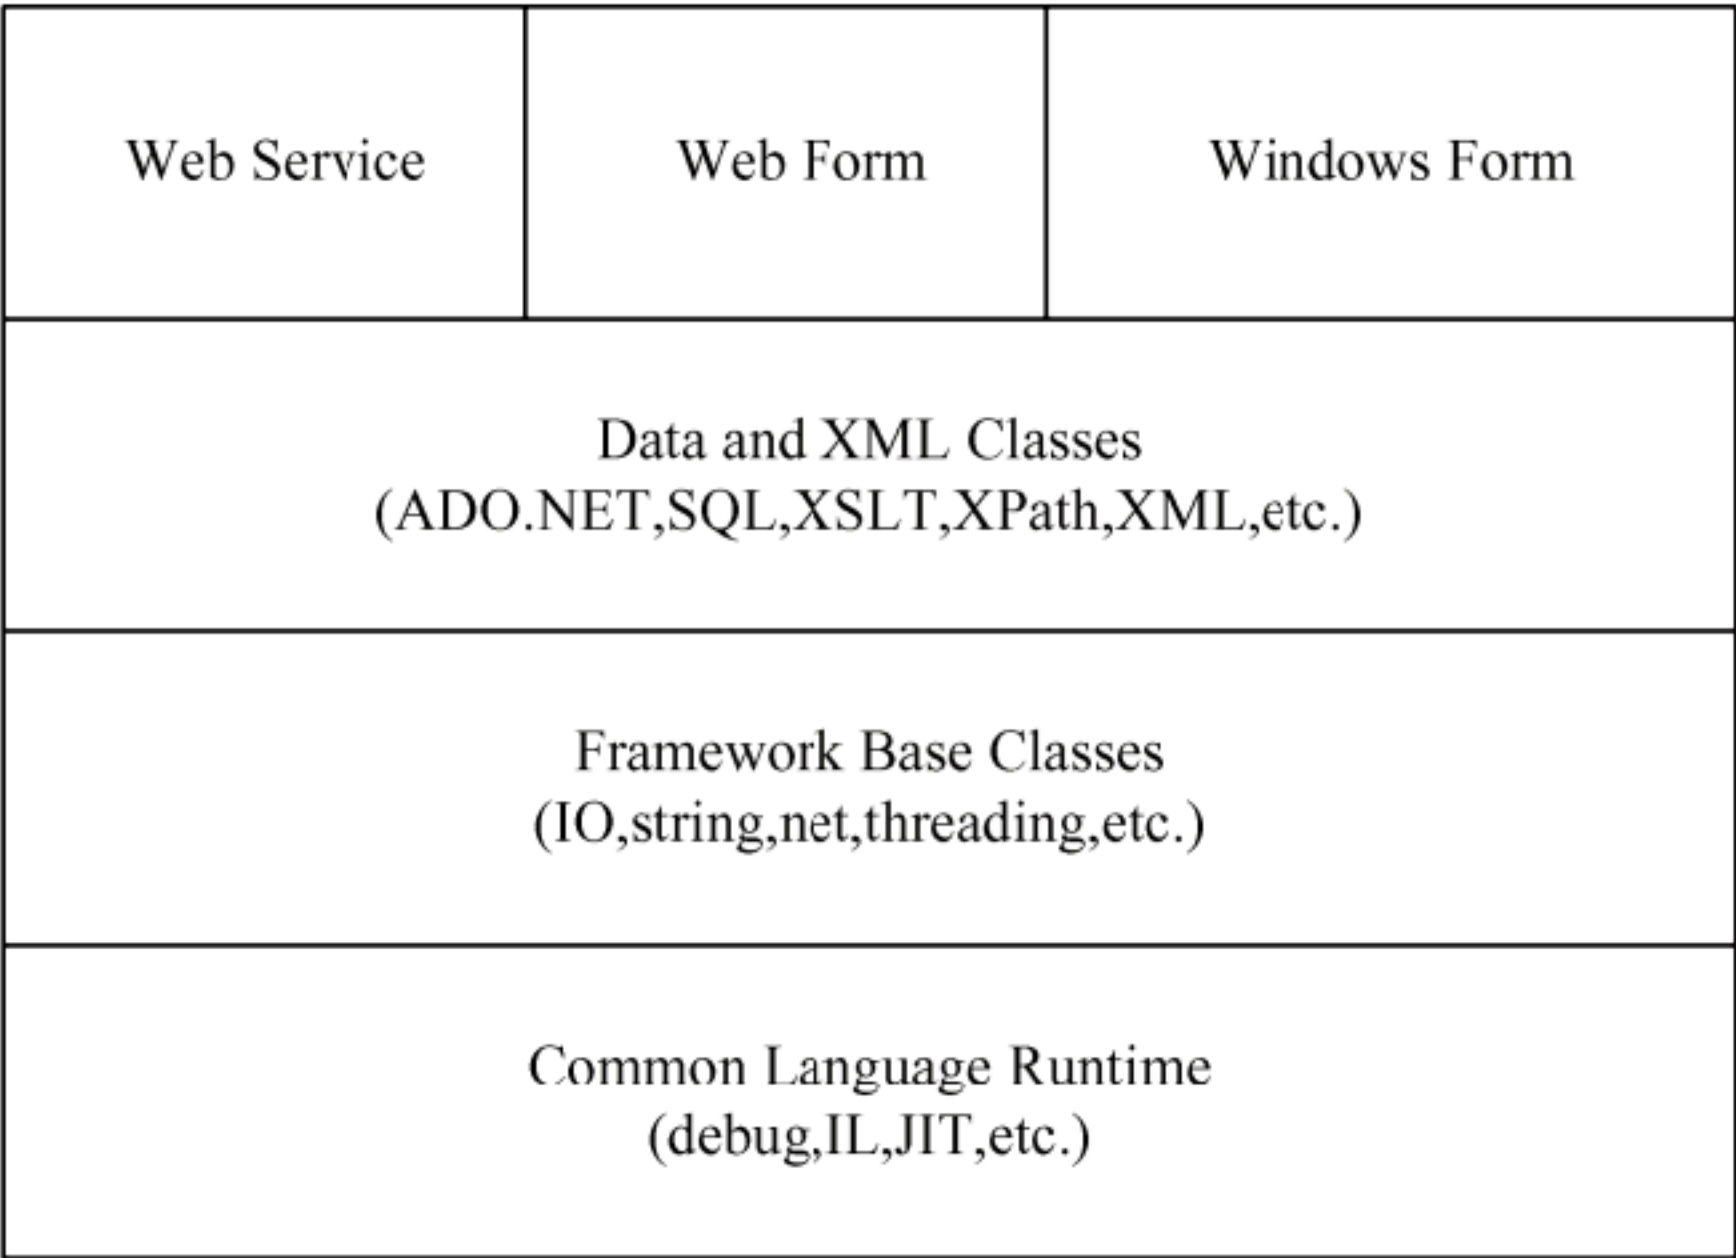 Web Service
Web Form
Windows Form
Data and XML Classes
(ADO.NET,SQL,XSLT,XPath,XML,etc.)
Framework Base Classes
(IO,string,net,threading,etc.)
Common Language Runtime
(debug,IL,JIT,etc.)